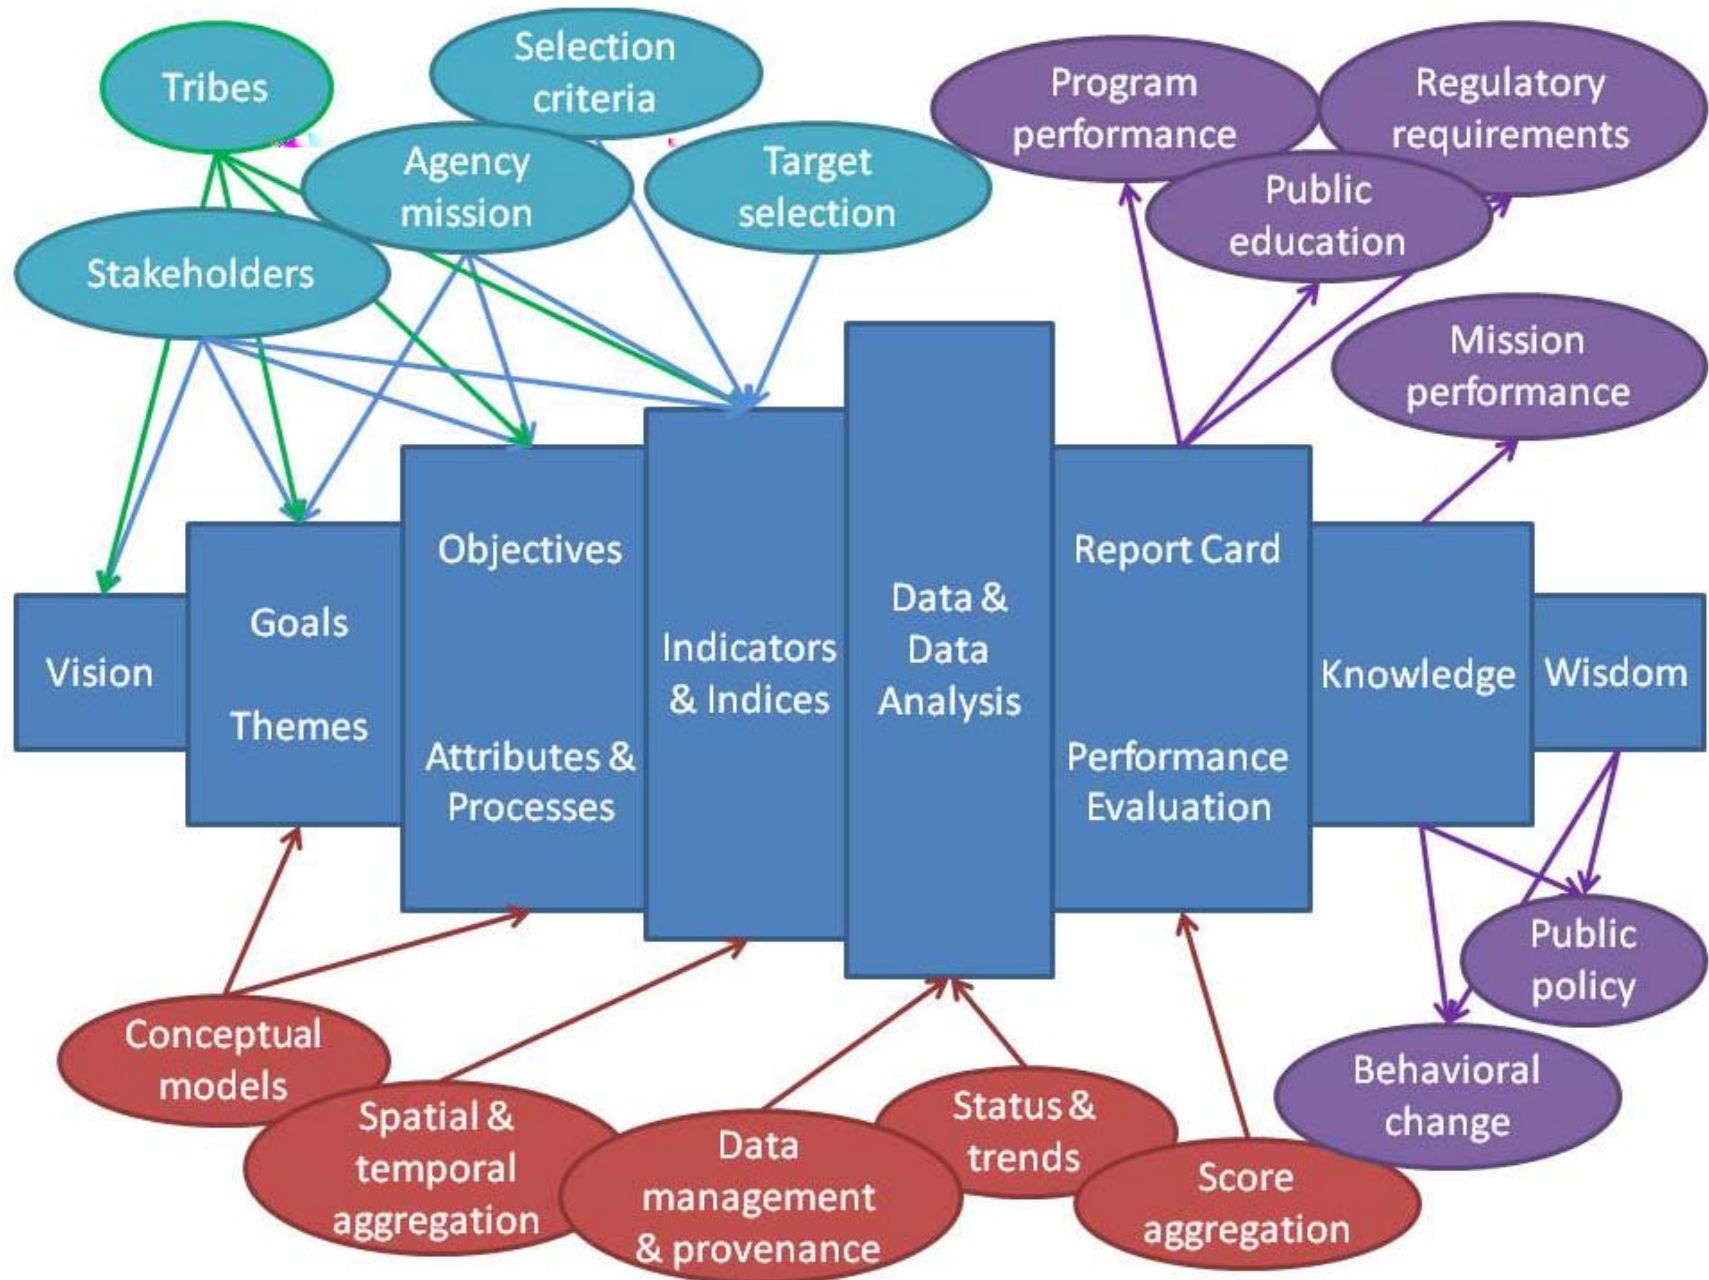 Tribes
Selection
criteria
Agency
mission
Target
selection
Stakeholders
Program
performance
Regulatory
requirements
Public
education
Mission
performance
Vision
Goals
Themes
Objectives
Attributes &
Processes
Indicators
& Indices
Data &
Data
Analysis
Report Card
Performance
Evaluation
Knowledge
Wisdom
Conceptual
models
Spatial &
temporal
aggregation
Data
management
& provenance
Status &
trends
Score
aggregation
Behavioral
change
Public
policy